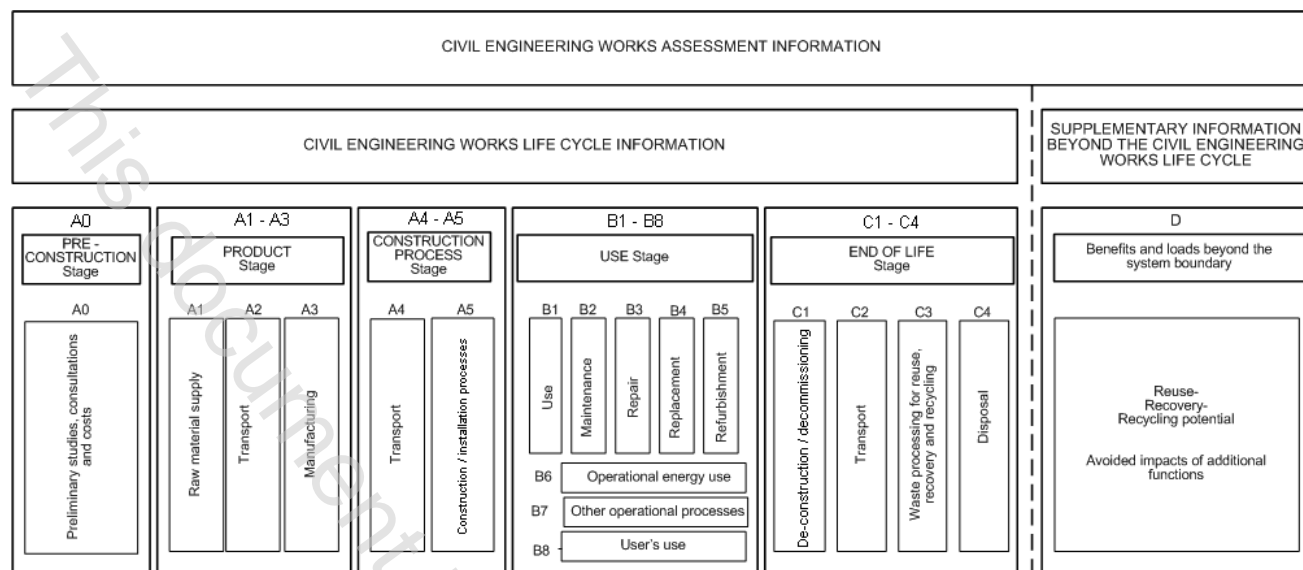 CIVIL ENGINEERING WORKS ASSESSMENT INFORMATION
CIVIL ENGINEERING WORKS LIFE CYCLE INFORMATION
SUPPLEMENTARY INFORMATION
BEYOND THE CIVIL ENGINEERING
WORKS LIFE CYCLE
A0
PRE -
CONSTRUCTION
Stage
A0
Preliminary studies, consultations
and costs
A1 - A3
PRODUCT
Stage
A1
A2
A3
Raw material supply
Transport
Manufacturing
A4 - A5
CONSTRUCTION
PROCESS
Stage
A4
A5
Transport
Construction / installation processes
B1 - B8
USE Stage
B1
B2
B3
B4
B5
Use
Maintenance
Repair
Replacement
Refurbishment
B6
Operational energy use
B7
Other operational processes
B8
User's use
C1 - C4
END OF LIFE
Stage
C1
C2
C3
C4
De-construction / decommissioning
Transport
Waste processing for reuse,
recovery and recycling
Disposal
D
Benefits and loads beyond the
system boundary
Reuse-
Recovery-
Recycling potential
Avoided impacts of additional
functions
This document